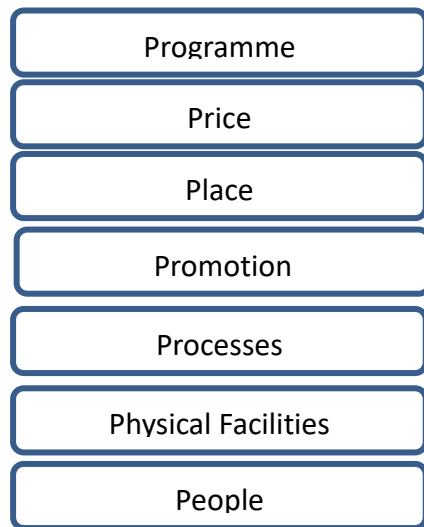 Programme
Price
Place
Promotion
Processes
Physical Facilities
People